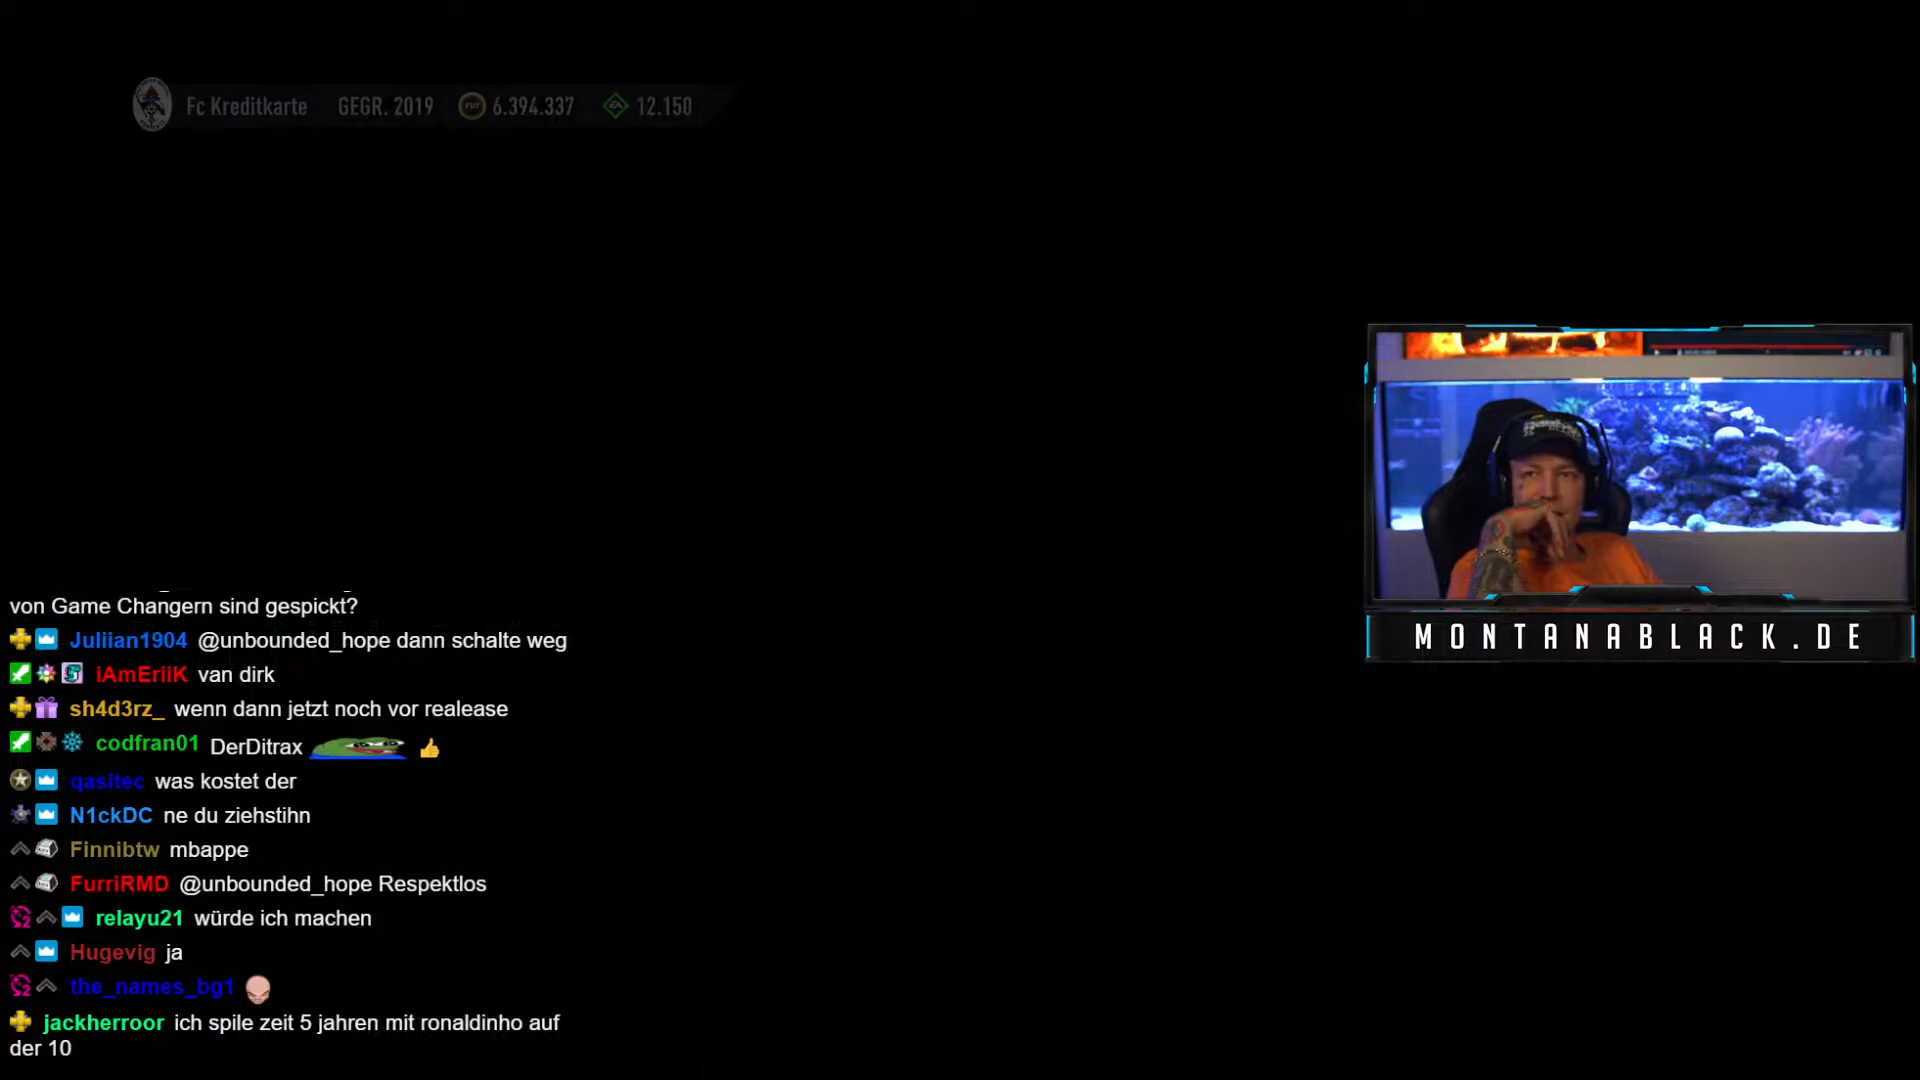 Fc Kreditkarte GEGR. 2019 6.394.337 12.150
MONTANABLACK.DE
von Game Changern sind gespickt?
Juliian1904 @unbounded_hope dann schalte weg
iAmEriiK van dirk
sh4d3rz_ wenn dann jetzt noch vor realease
codfran01 DerDitrax
qasitec was kostet der
N1ckDC ne du ziehstihn
Finnibtw mbappe
FurriRMD @unbounded_hope Respektlos
relayu21 würde ich machen
Hugevig ja
the_names_bg1
jackherroor ich spile zeit 5 jahren mit ronaldinho auf
der 10